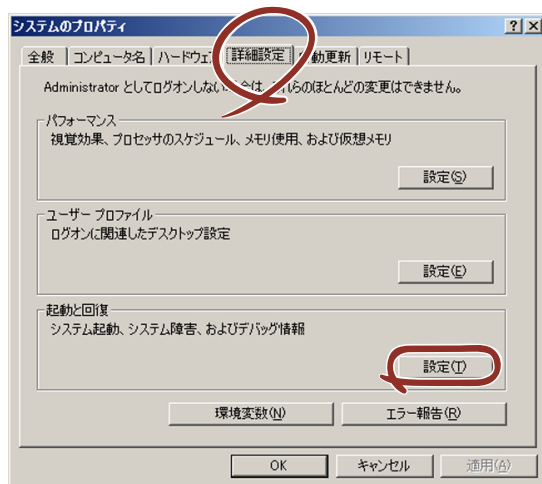 システムのプロパティ
全般 コンピュータ名 ハードウェ 詳細設定 動更新 リモート
Administrator としてログオンしない 合は、 れらのほとんどの変更はできません。
パフォーマンス
視覚効果、プロセッサのスケジュール、メモリ使用、および仮想メモリ
設定(S)
ユーザー プロファイル
ログオンに関連したデスクトップ設定
設定(E)
起動と回復
システム起動、システム障害、およびデバッグ情報
設定(T)
環境変数(N) エラー報告(R)
OK キャンセル 適用(A)